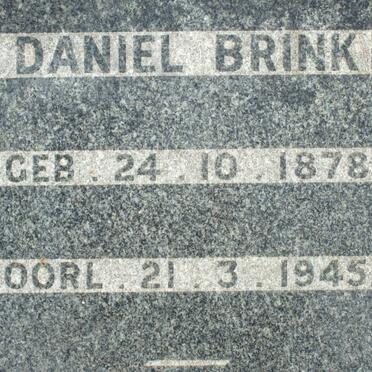 DANIEL BRINK
GEB . 24 . 10 . 1878
OORL . 21 . 3 . 1945